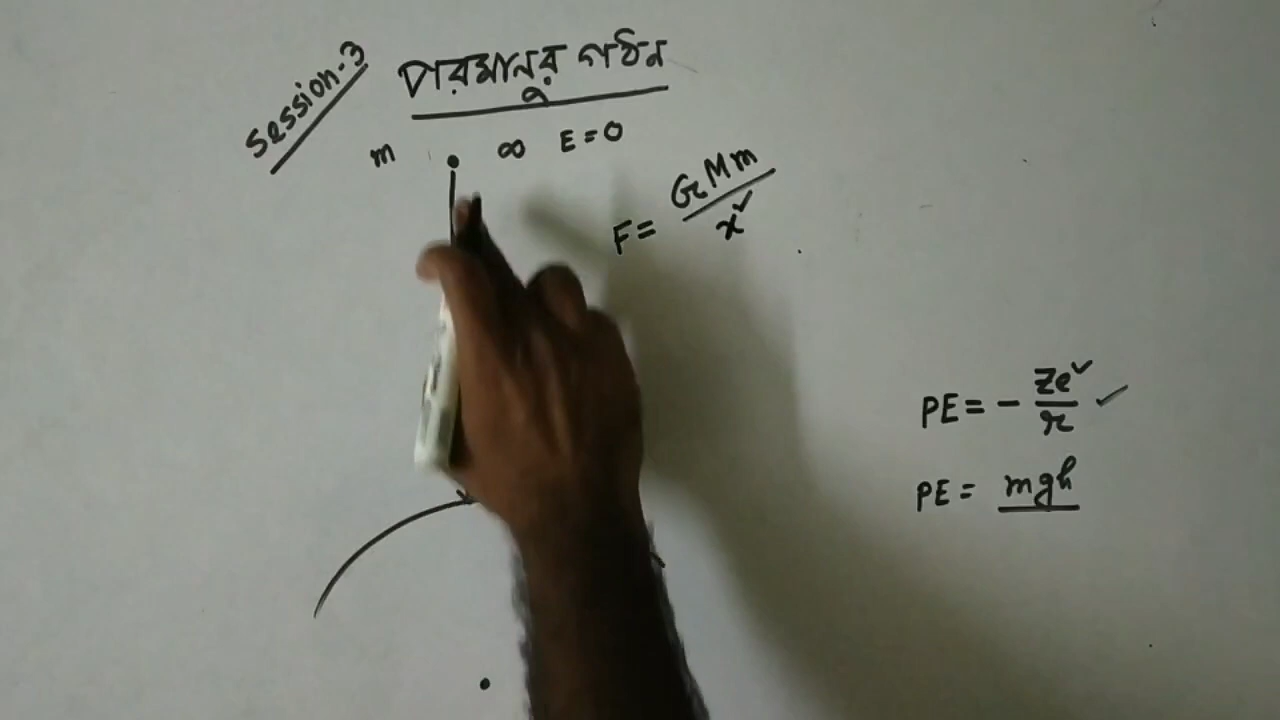 Session-3
পরমানুর গঠন
m ∞ E=0
F= GMm/x²
PE= - Ze²/r
PE= mgh